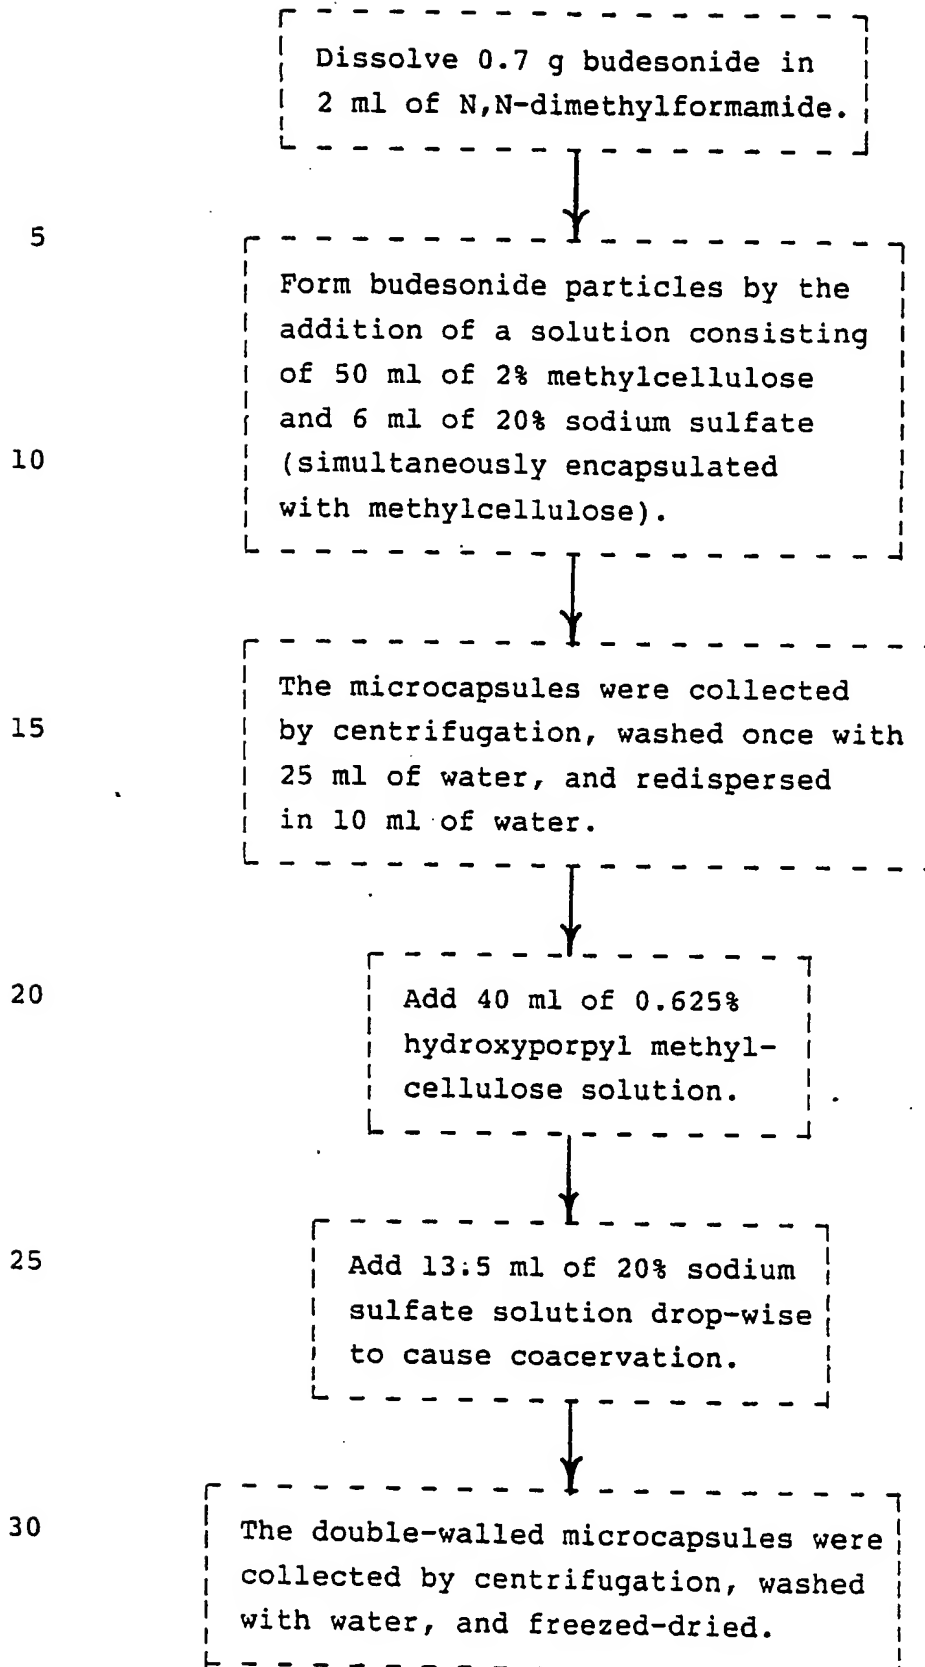 Dissolve 0.7 g budesonide in
2 ml of N,N-dimethylformamide.
5
Form budesonide particles by the
addition of a solution consisting
of 50 ml of 2% methylcellulose
and 6 ml of 20% sodium sulfate
10
(simultaneously encapsulated
with methylcellulose).
The microcapsules were collected
15
by centrifugation, washed once with
25 ml of water, and redispersed
in 10 ml of water.
20
Add 40 ml of 0.625%
hydroxyporpyl methyl-
cellulose solution.
25
Add 13.5 ml of 20% sodium
sulfate solution drop-wise
to cause coacervation.
30
The double-walled microcapsules were
collected by centrifugation, washed
with water, and freezed-dried.